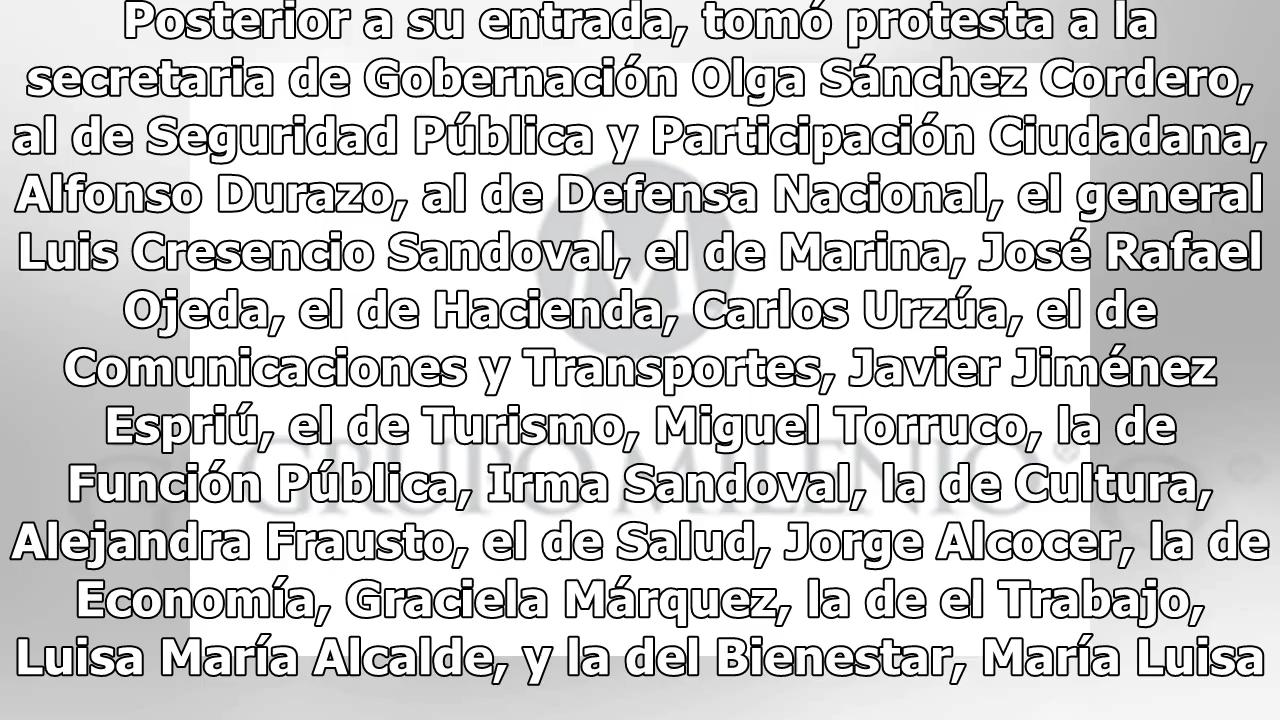 Posterior a su entrada, tomó protesta a la
secretaria de Gobernación Olga Sánchez Cordero,
al de Seguridad Pública y Participación Ciudadana,
Alfonso Durazo, al de Defensa Nacional, el general
Luis Cresencio Sandoval, el de Marina, José Rafael
Ojeda, el de Hacienda, Carlos Urzúa, el de
Comunicaciones y Transportes, Javier Jiménez
Espriú, el de Turismo, Miguel Torruco, la de
Función Pública, Irma Sandoval, la de Cultura,
Alejandra Frausto, el de Salud, Jorge Alcocer, la de
Economía, Graciela Márquez, la de el Trabajo,
Luisa María Alcalde, y la del Bienestar, María Luisa
M
GRUPO MILENIO®